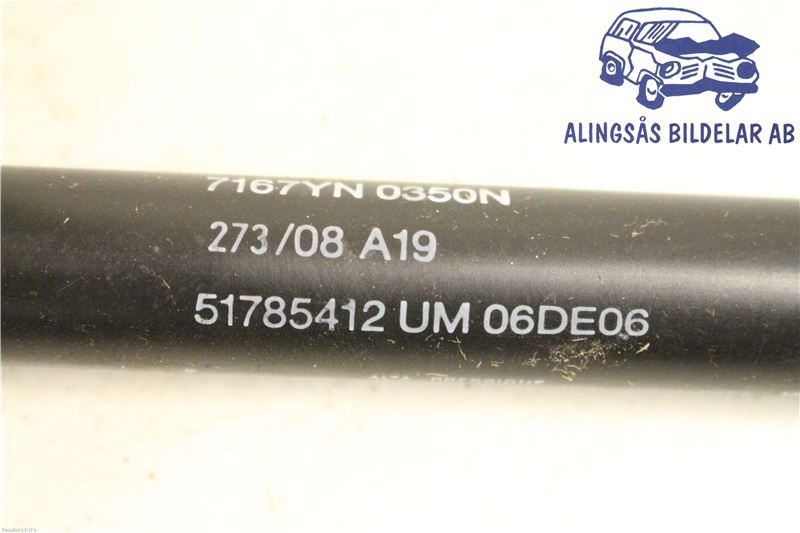 ALINGSÅS BILDELAR AB
7167YN 0350N
273/08 A19
51785412 UM 06DE06